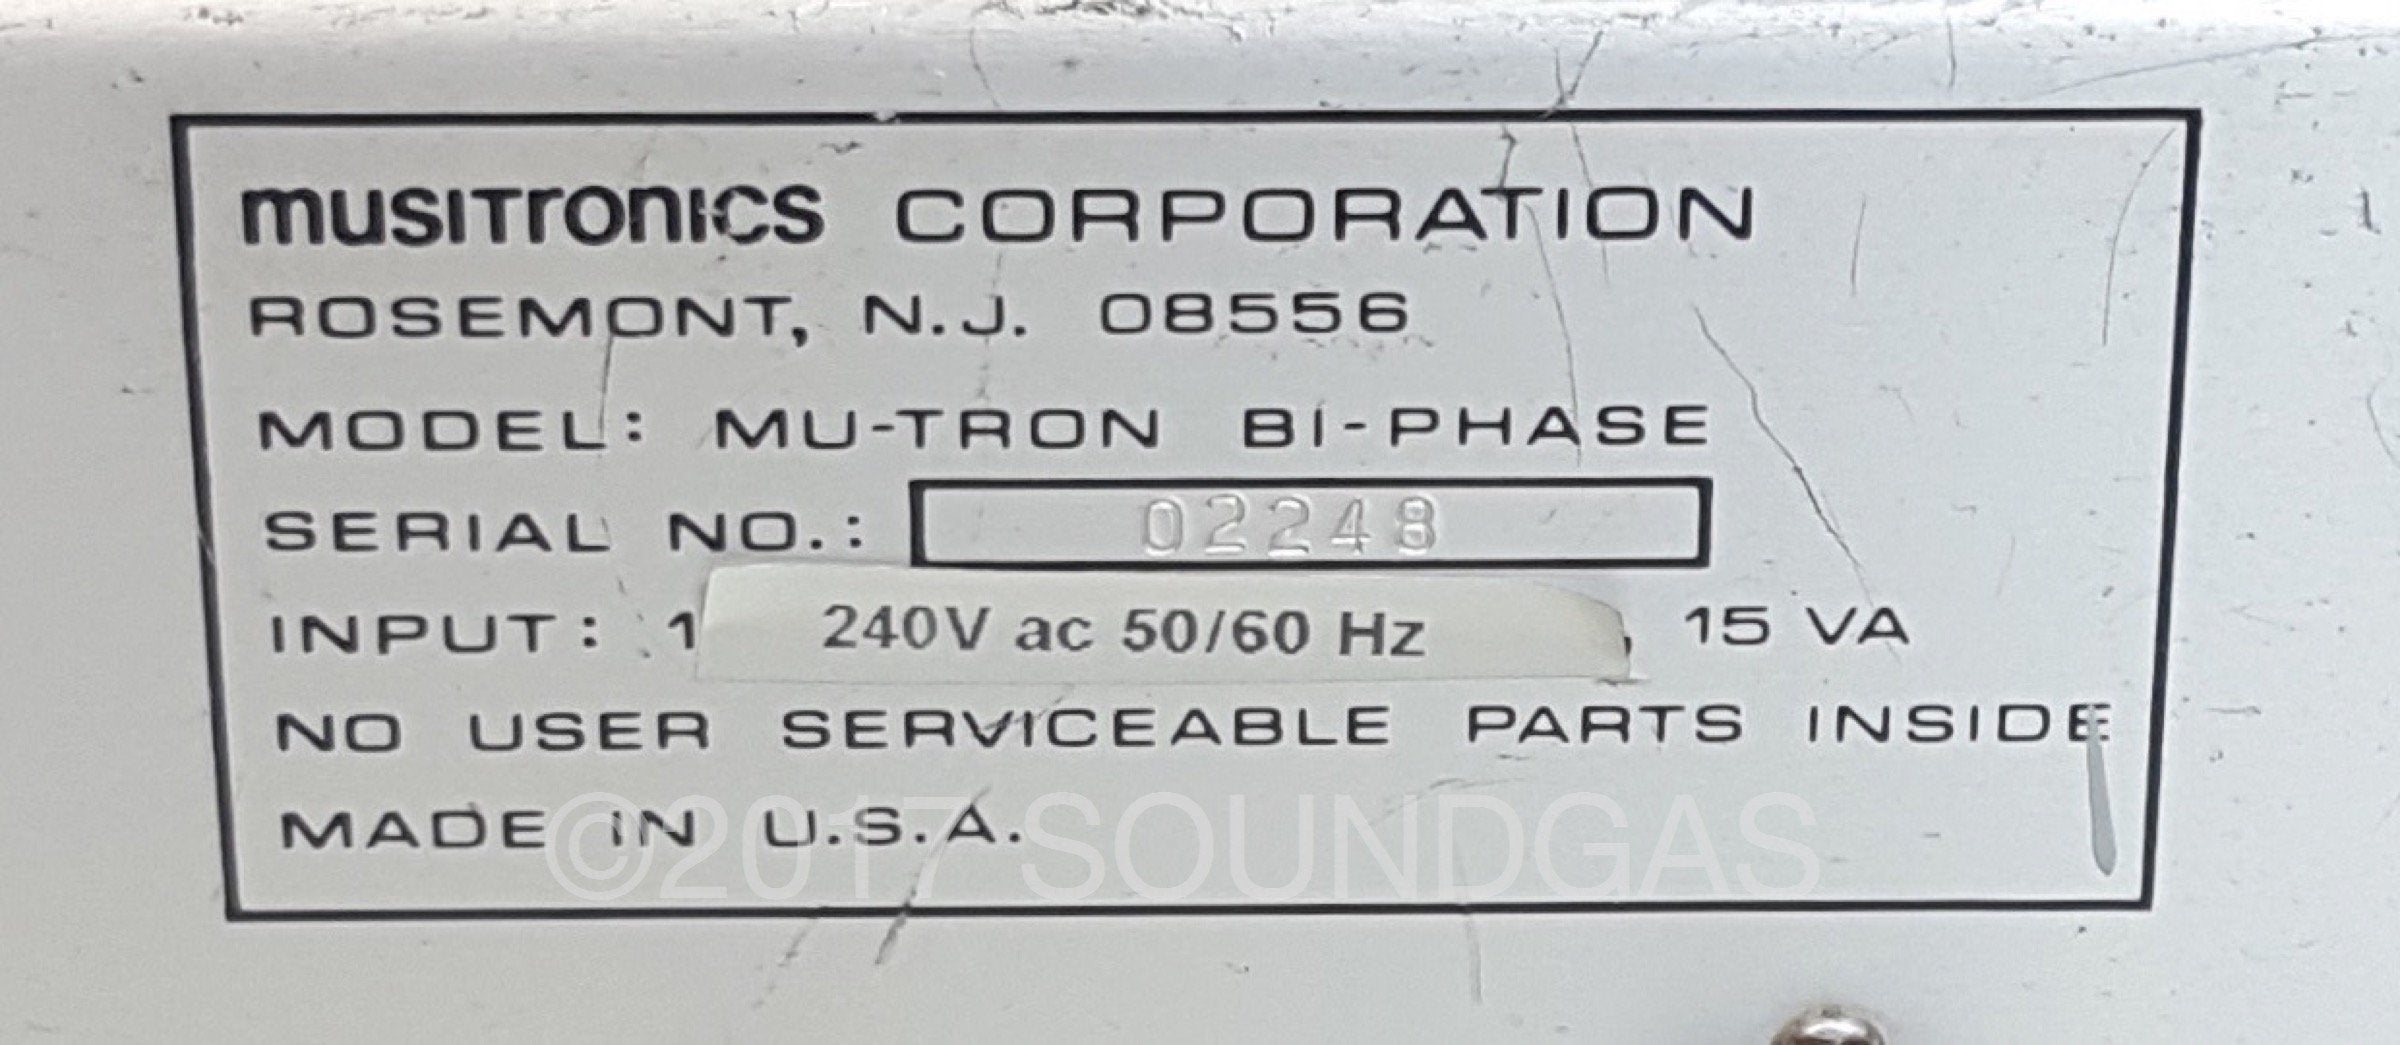 musiTronics CORPORATION
ROSEMONT, N.J. 08556
MODEL: MU-TRON BI-PHASE
SERIAL NO.: 02248
INPUT: 1 240V ac 50/60 Hz, 15 VA
NO USER SERVICEABLE PARTS INSIDE
MADE IN U.S.A.
©2017 SOUNDGAS